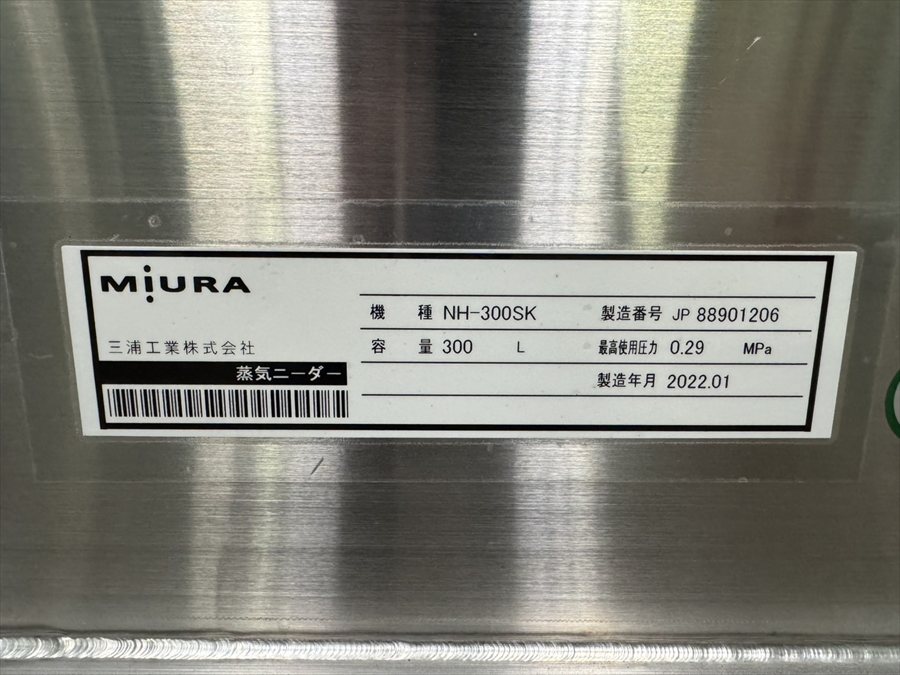 MiURA
三浦工業株式会社
蒸気ニーダー
機 種 NH-300SK 製造番号 JP 88901206
容 量 300 L 最高使用圧力 0.29 MPa
製造年月 2022.01